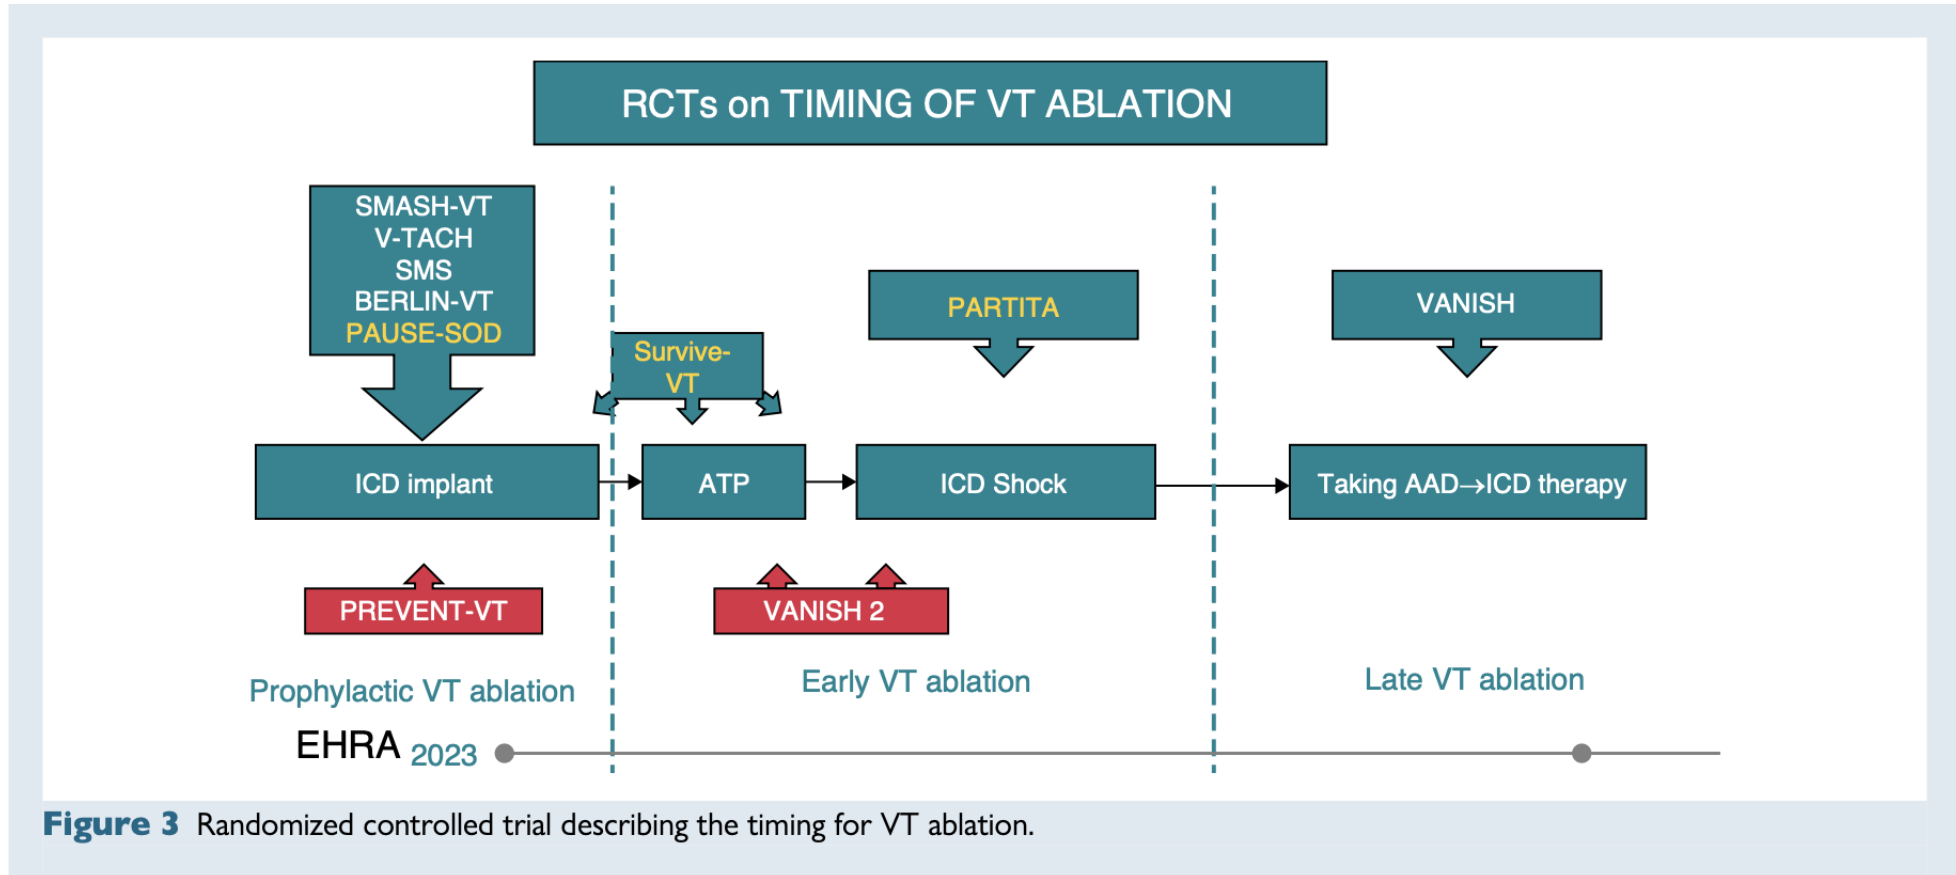 RCTs on TIMING OF VT ABLATION
SMASH-VT
V-TACH
SMS
BERLIN-VT
PAUSE-SOD
Survive-
VT
PARTITA
VANISH
ICD implant
ATP
ICD Shock
Taking AAD→ICD therapy
PREVENT-VT
VANISH 2
Prophylactic VT ablation
Early VT ablation
Late VT ablation
EHRA 2023
Figure 3 Randomized controlled trial describing the timing for VT ablation.